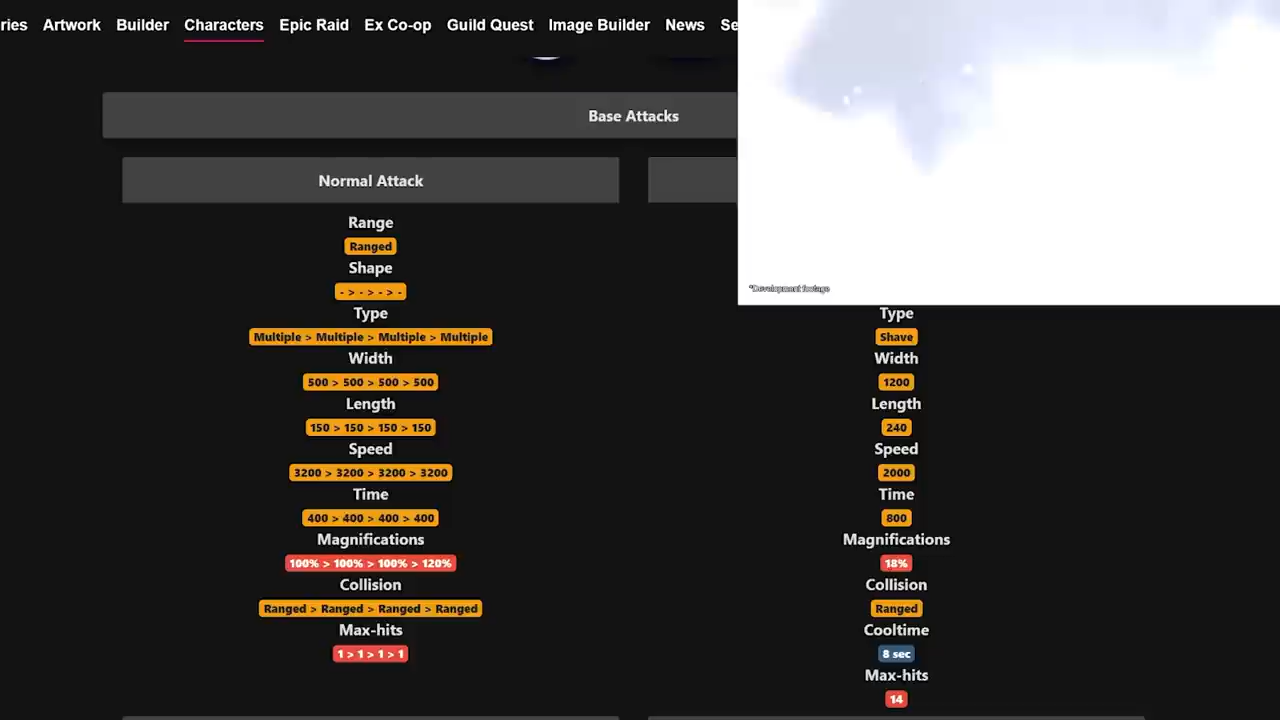 ries Artwork Builder Characters Epic Raid Ex Co-op Guild Quest Image Builder News Se
Base Attacks
Normal Attack
Range
Ranged
Shape
- > - > - > -
Type
Multiple > Multiple > Multiple > Multiple
Width
500 > 500 > 500 > 500
Length
150 > 150 > 150 > 150
Speed
3200 > 3200 > 3200 > 3200
Time
400 > 400 > 400 > 400
Magnifications
100% > 100% > 100% > 120%
Collision
Ranged > Ranged > Ranged > Ranged
Max-hits
1 > 1 > 1 > 1
*Development footage
Type
Shave
Width
1200
Length
240
Speed
2000
Time
800
Magnifications
18%
Collision
Ranged
Cooltime
8 sec
Max-hits
14